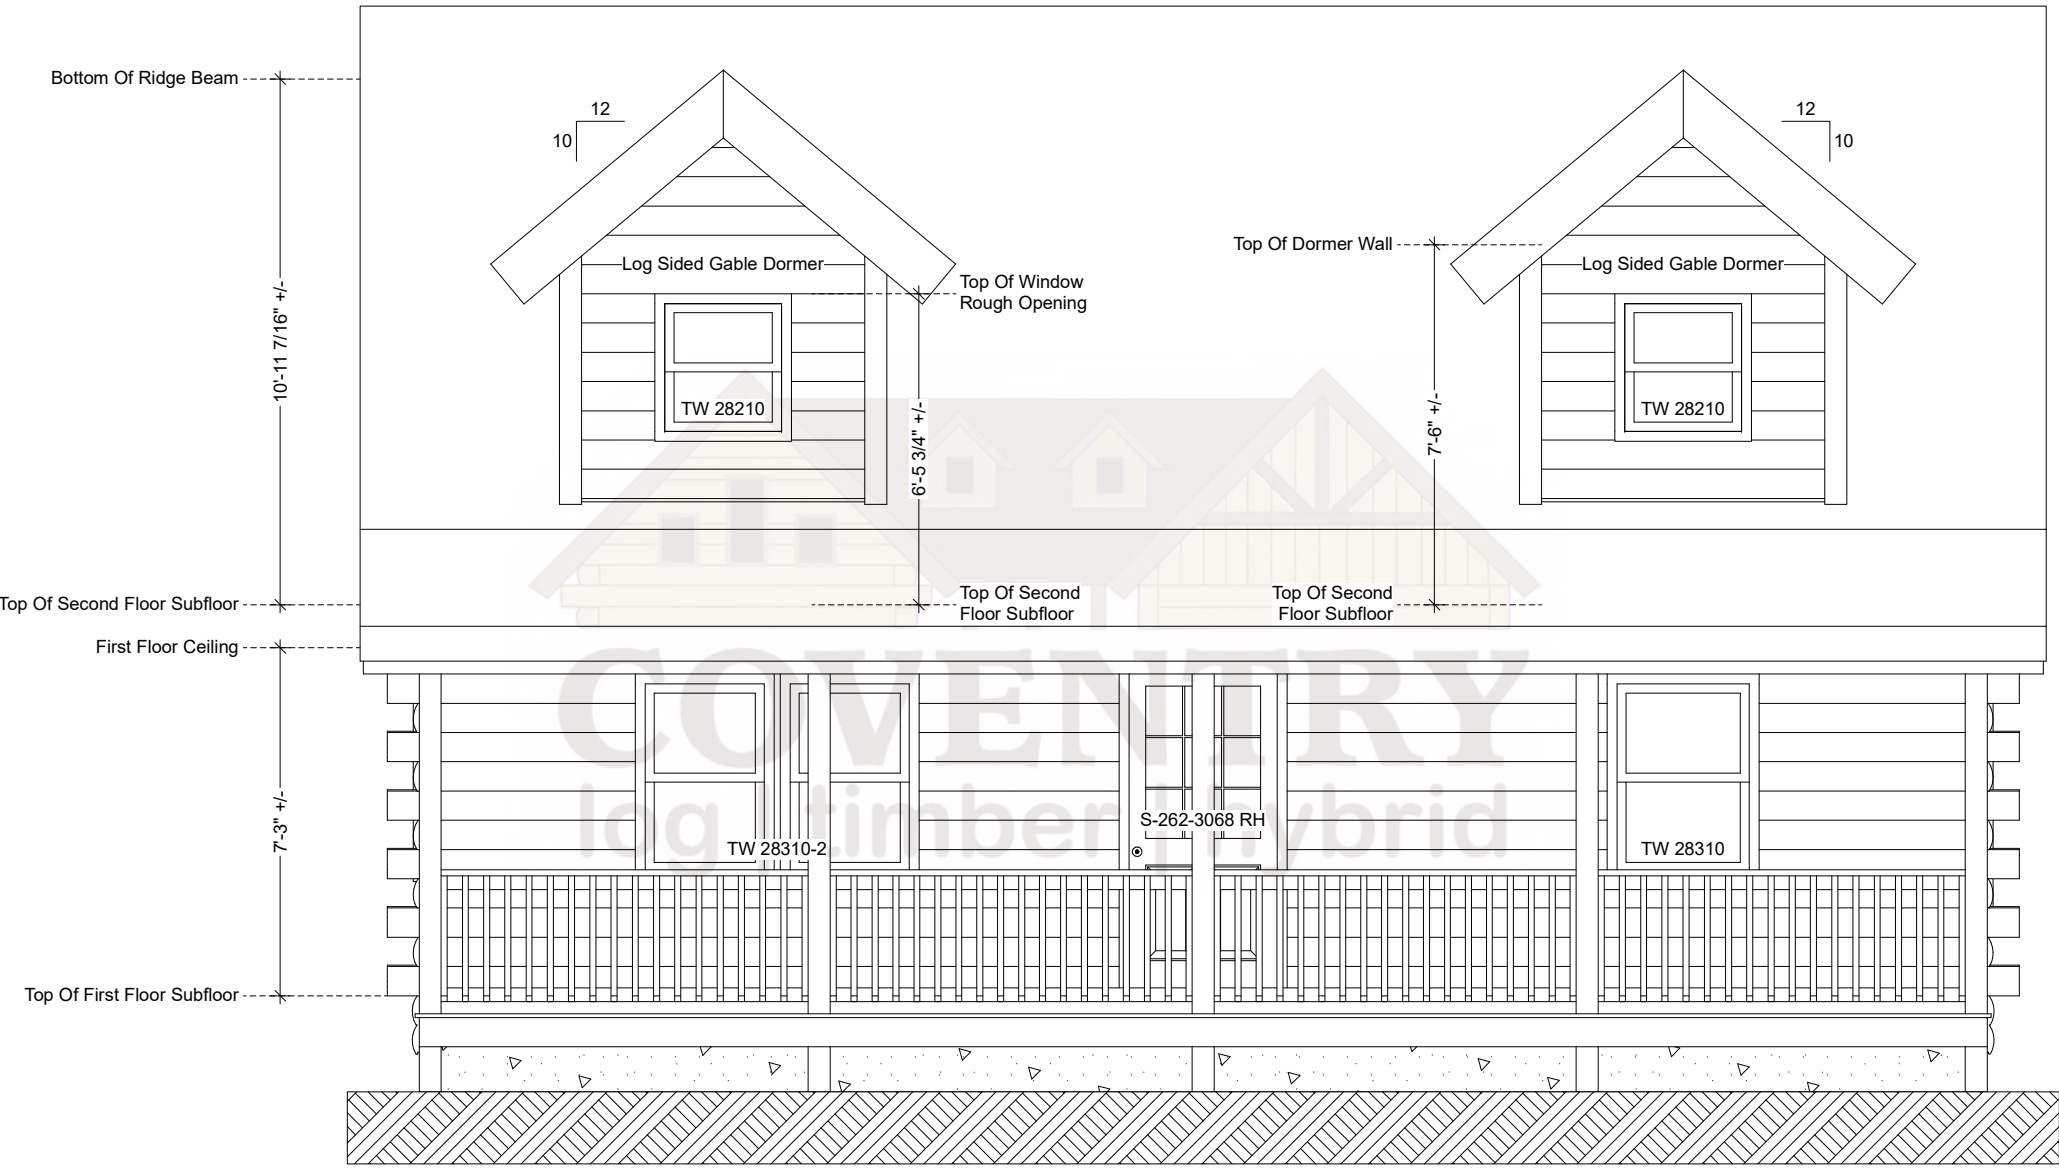 Bottom Of Ridge Beam
12
10
12
10
Top Of Dormer Wall
Log Sided Gable Dormer
Log Sided Gable Dormer
Top Of Window
Rough Opening
10'-11 7/16" +/-
TW 28210
6'-5 3/4" +/-
7'-6" +/-
TW 28210
Top Of Second Floor Subfloor
Top Of Second
Floor Subfloor
Top Of Second
Floor Subfloor
First Floor Ceiling
COVENTRY
log | timber | hybrid
7'-3" +/-
TW 28310-2
S-262-3068 RH
TW 28310
Top Of First Floor Subfloor